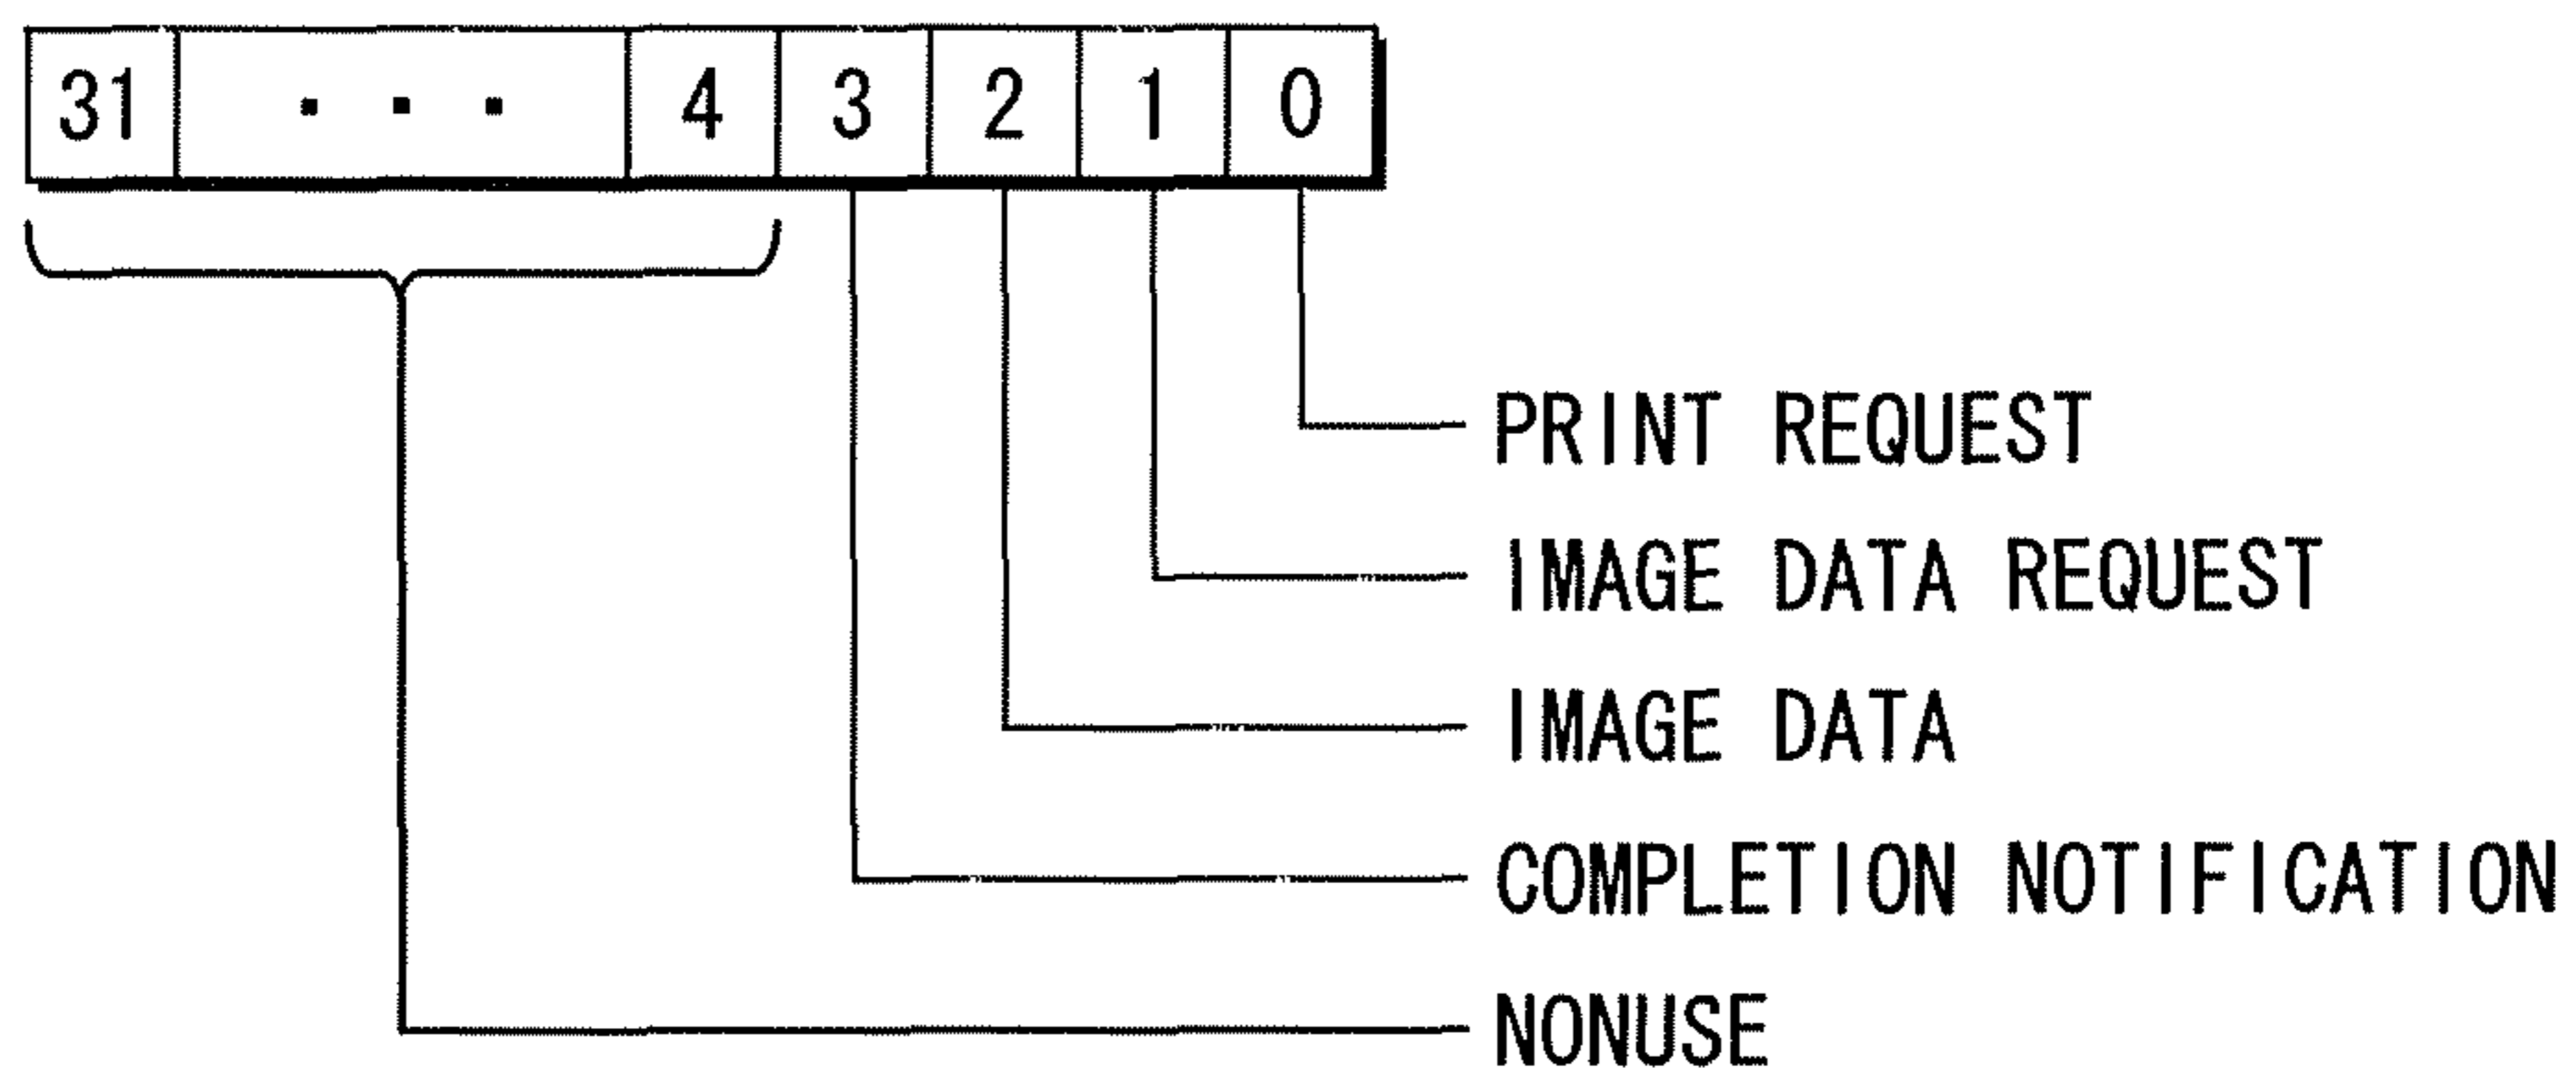 31 ... 4 3 2 1 0
PRINT REQUEST
IMAGE DATA REQUEST
IMAGE DATA
COMPLETION NOTIFICATION
NONUSE